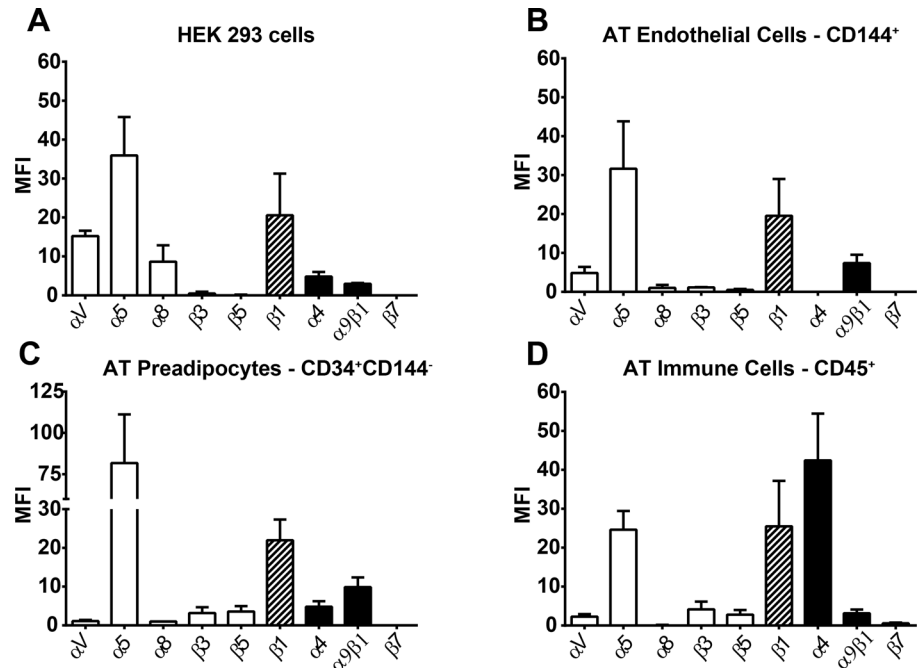 A
HEK 293 cells
MFI
60
50
40
30
20
10
0
αV
α5
α8
β3
β5
β1
α4
α9β1
β7
B
AT Endothelial Cells - CD144⁺
MFI
60
50
40
30
20
10
0
αV
α5
α8
β3
β5
β1
α4
α9β1
β7
C
AT Preadipocytes - CD34⁺CD144⁻
MFI
125
100
75
30
20
10
0
αV
α5
α8
β3
β5
β1
α4
α9β1
β7
D
AT Immune Cells - CD45⁺
MFI
60
50
40
30
20
10
0
αV
α5
α8
β3
β5
β1
α4
α9β1
β7